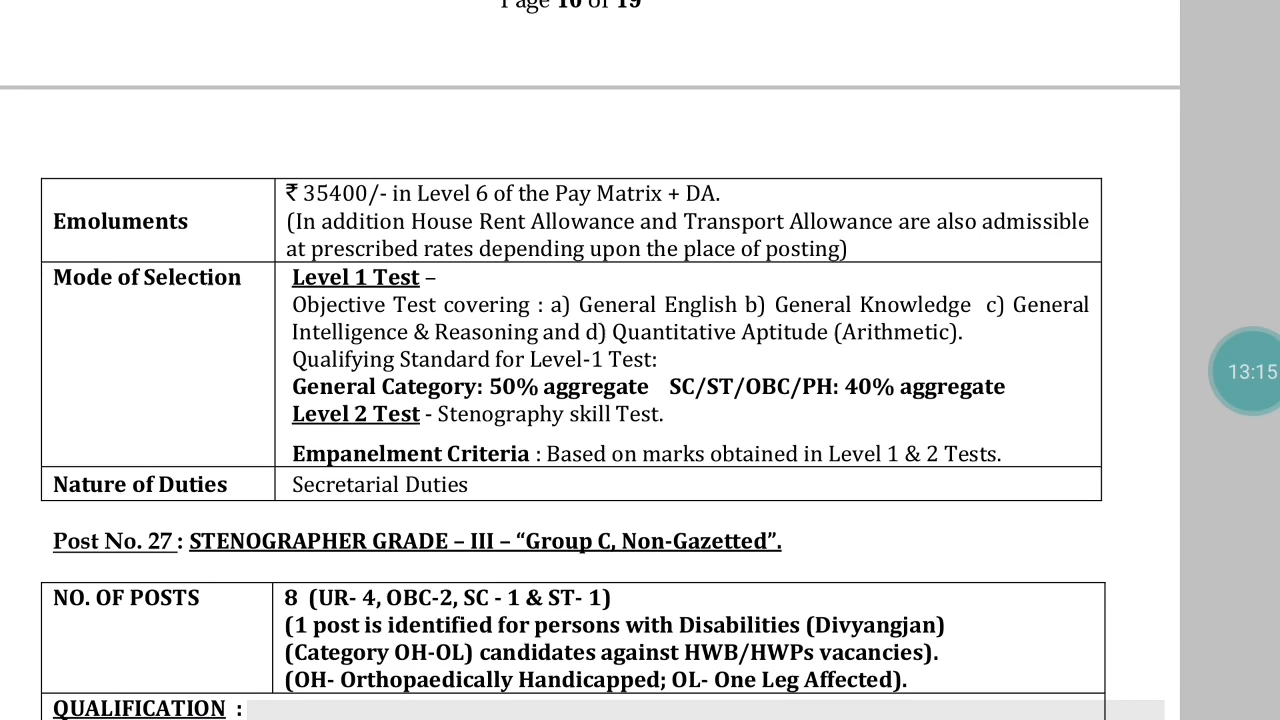 Page 10 of 19
Emoluments
₹ 35400/- in Level 6 of the Pay Matrix + DA.
(In addition House Rent Allowance and Transport Allowance are also admissible
at prescribed rates depending upon the place of posting)
Mode of Selection
Level 1 Test –
Objective Test covering : a) General English b) General Knowledge c) General
Intelligence & Reasoning and d) Quantitative Aptitude (Arithmetic).
Qualifying Standard for Level-1 Test:
General Category: 50% aggregate SC/ST/OBC/PH: 40% aggregate
Level 2 Test - Stenography skill Test.
Empanelment Criteria : Based on marks obtained in Level 1 & 2 Tests.
Nature of Duties
Secretarial Duties
Post No. 27 : STENOGRAPHER GRADE – III – “Group C, Non-Gazetted”.
NO. OF POSTS
8 (UR- 4, OBC-2, SC - 1 & ST- 1)
(1 post is identified for persons with Disabilities (Divyangjan)
(Category OH-OL) candidates against HWB/HWPs vacancies).
(OH- Orthopaedically Handicapped; OL- One Leg Affected).
QUALIFICATION :
13:15